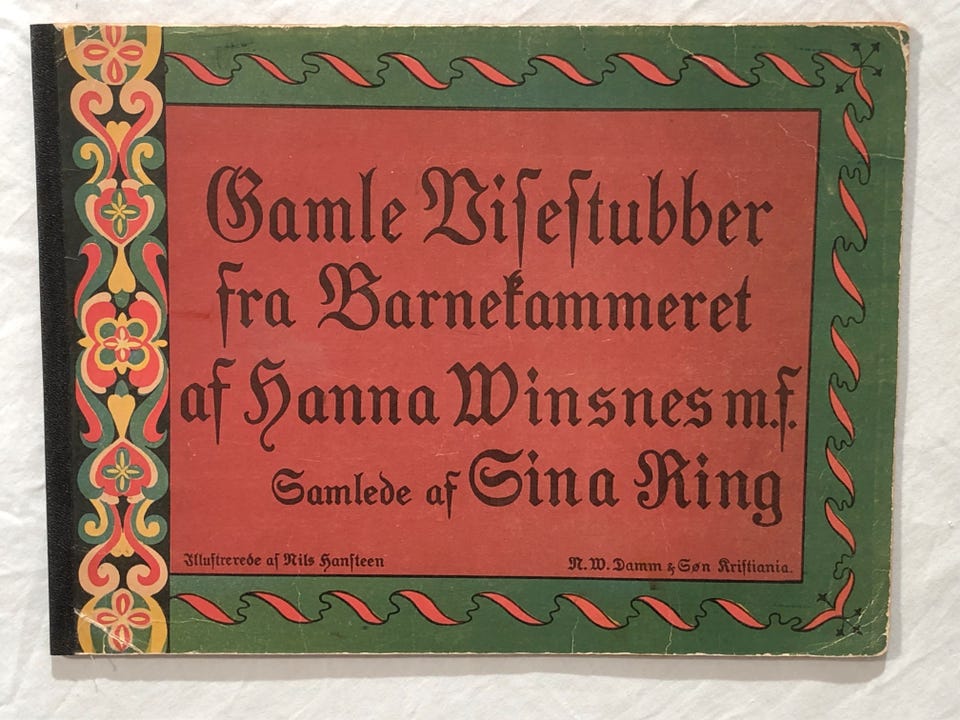 Gamle Viſeſtubber
fra Barnekammeret
af Hanna Winsnes m.f.
Samlede af Sina Ring
Illuſtrerede af Nils Hanſteen
N. W. Damm & Søn Kriſtiania.